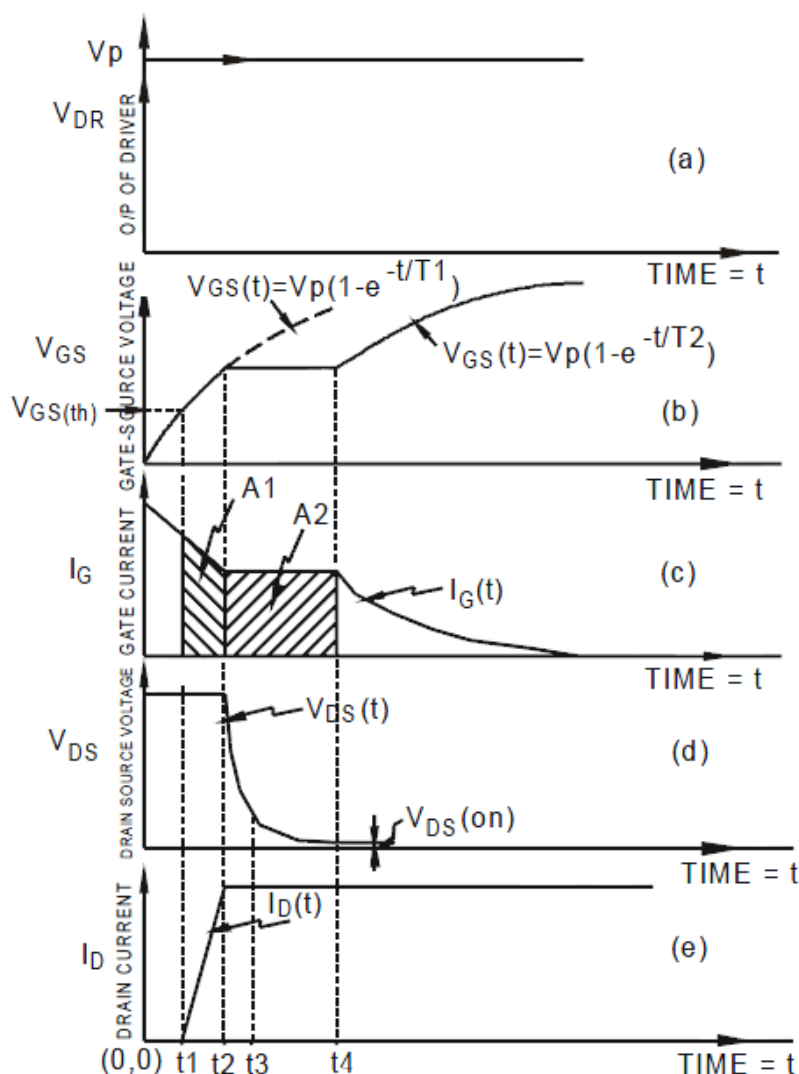 Vp
VDR
O/P OF DRIVER
(a)
TIME = t
VGS(t)=Vp(1-e-t/T1)
VGS
GATE-SOURCE VOLTAGE
VGS(t)=Vp(1-e-t/T2)
VGS(th)
(b)
TIME = t
A1
A2
IG
GATE CURRENT
IG(t)
(c)
TIME = t
VDS(t)
VDS
DRAIN SOURCE VOLTAGE
(d)
VDS(on)
TIME = t
ID(t)
ID
DRAIN CURRENT
(e)
(0,0) t1 t2 t3 t4 TIME = t